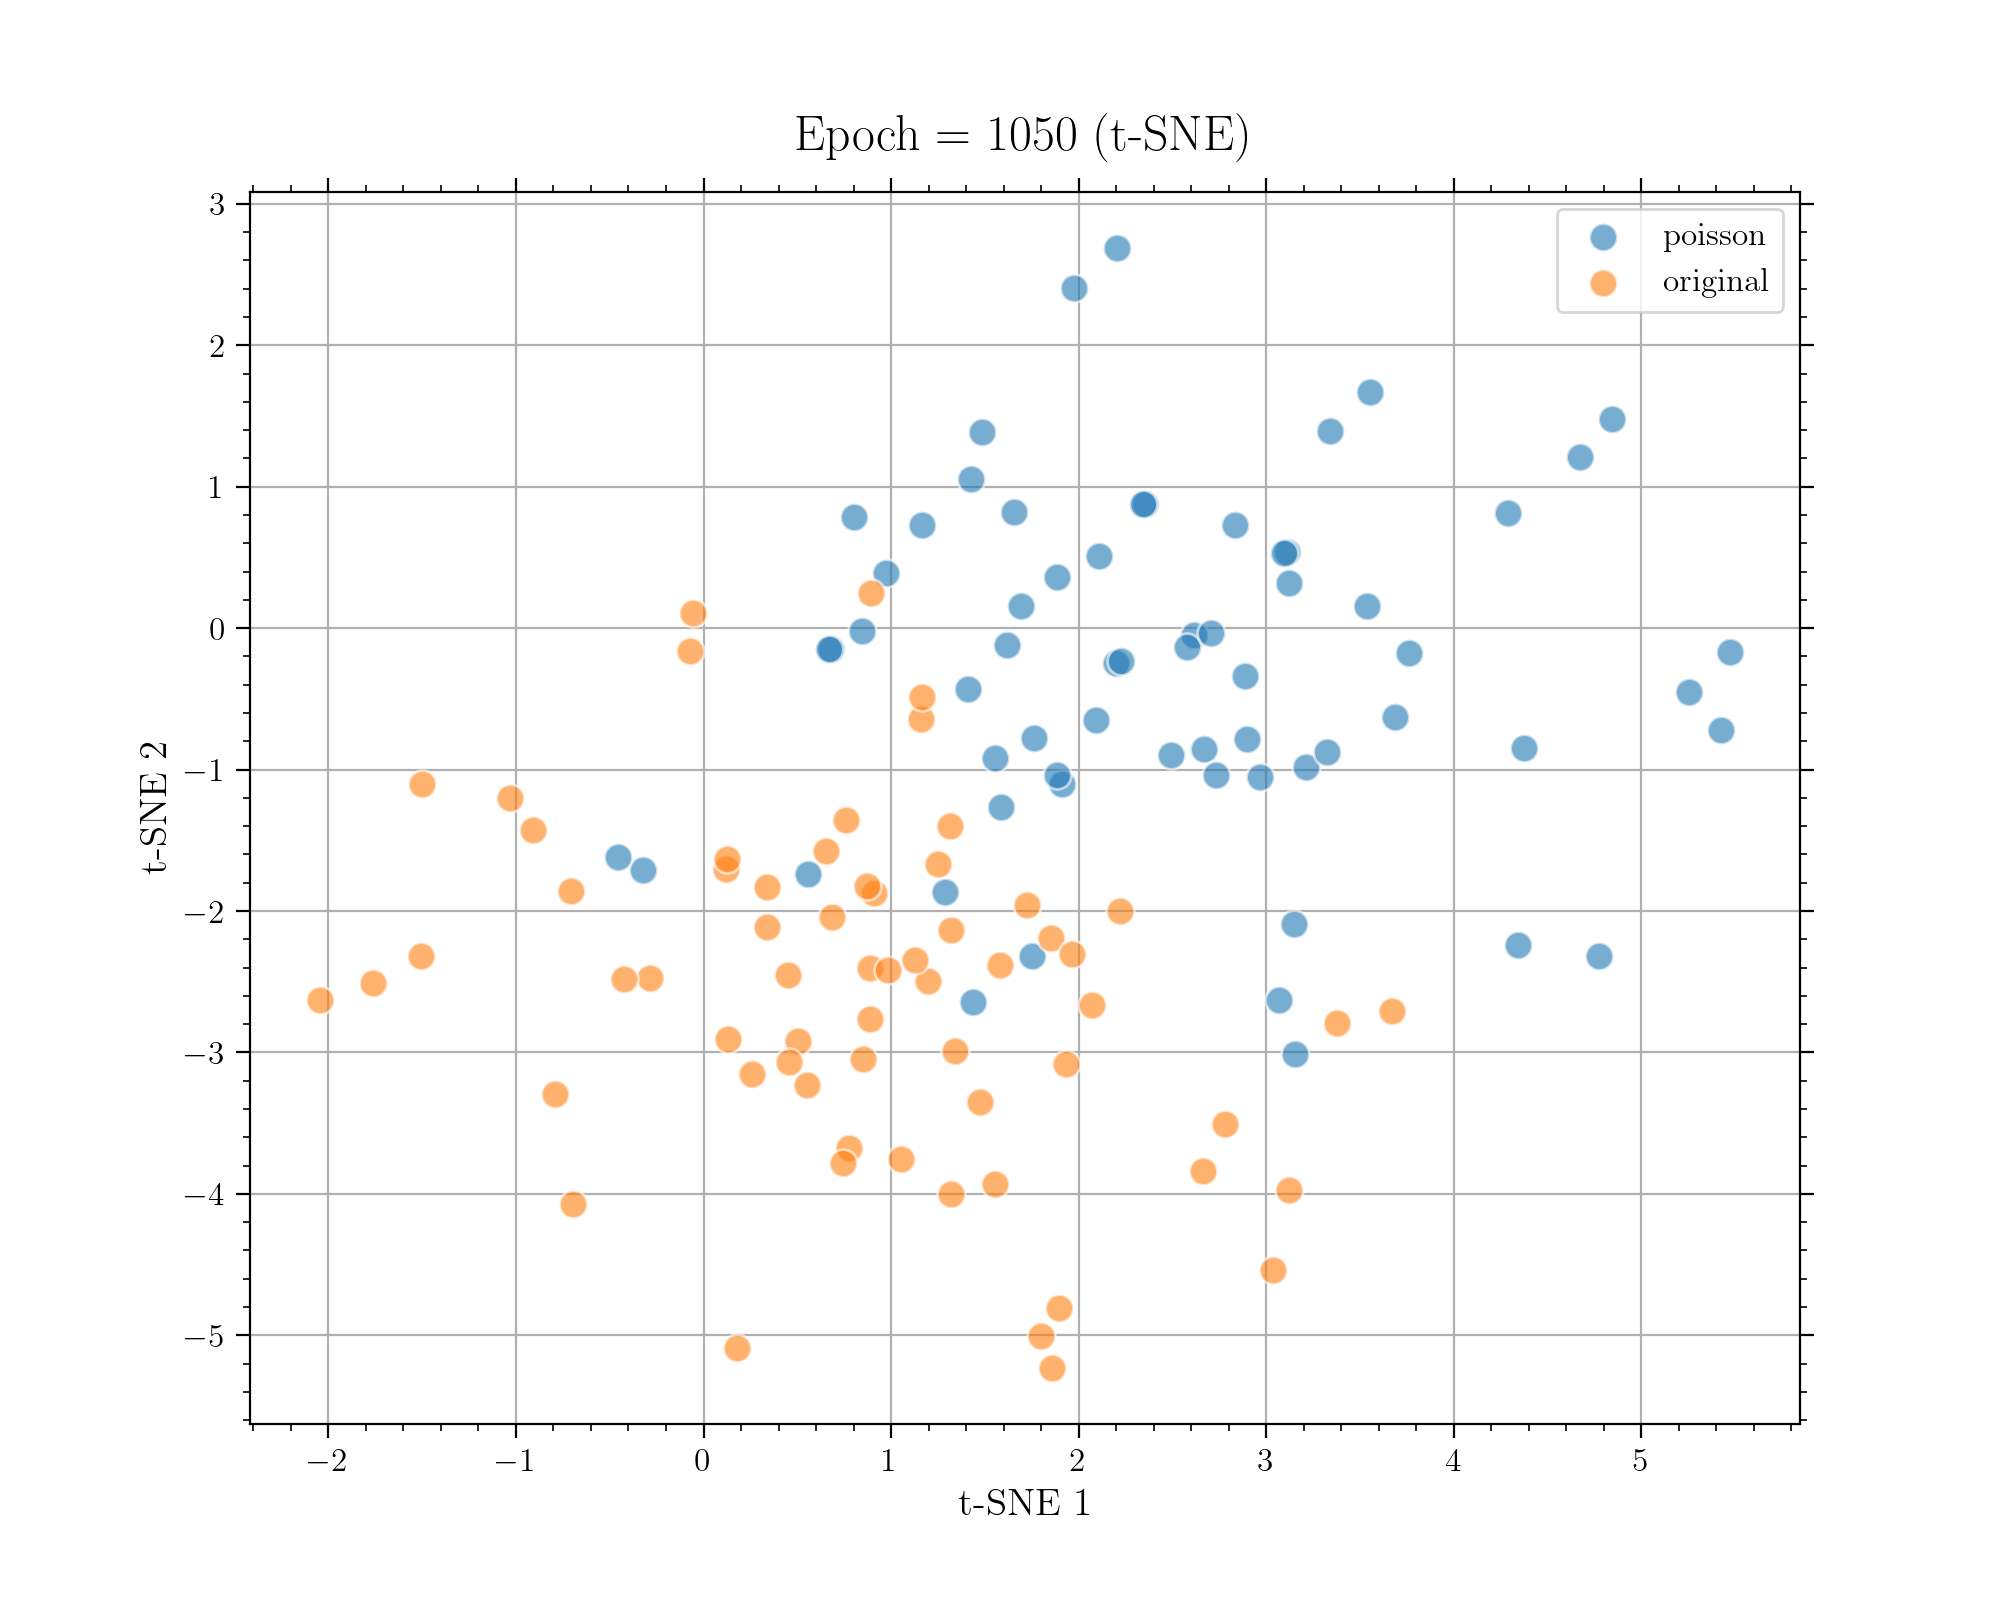 Epoch = 1050 (t-SNE)
poisson
original
3
2
1
0
−1
−2
−3
−4
−5
t-SNE 2
−2 −1 0 1 2 3 4 5
t-SNE 1